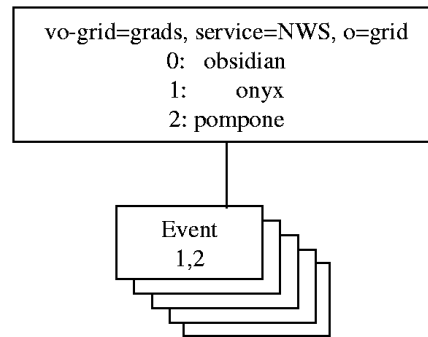 vo-grid=grads, service=NWS, o=grid
0: obsidian
1: onyx
2: pompone
Event
1,2